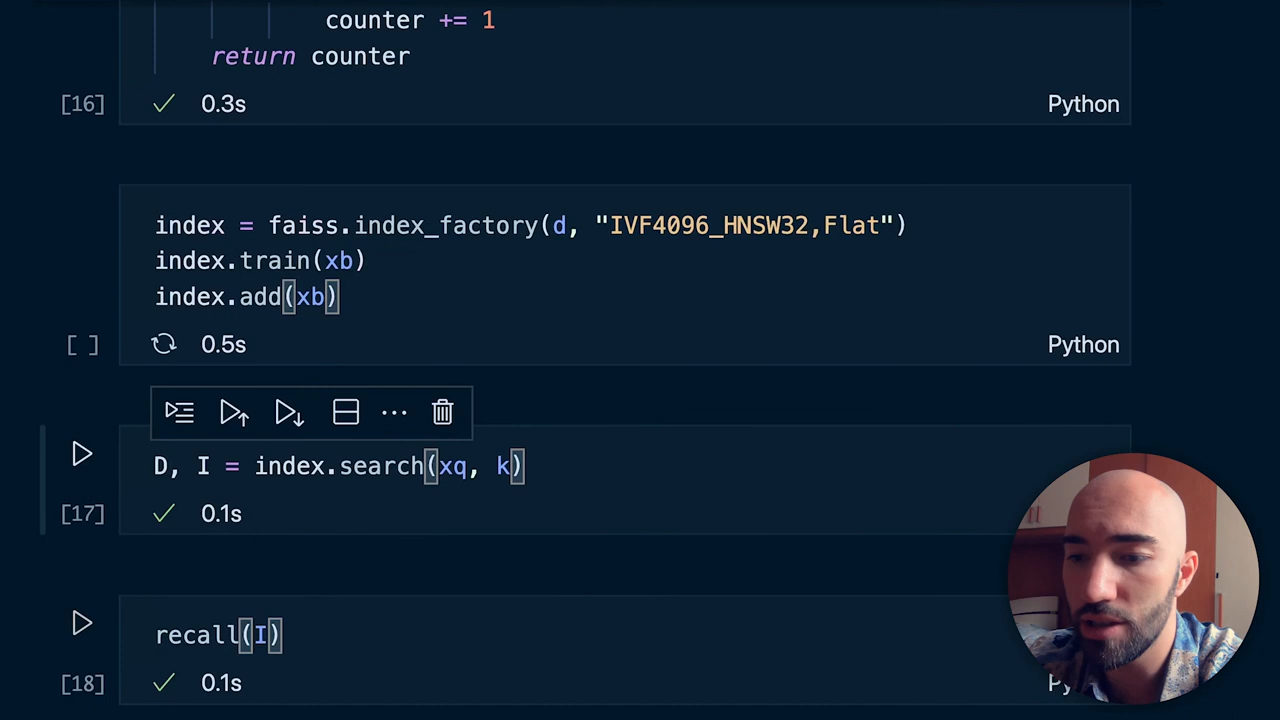 counter += 1
return counter
[16] 0.3s Python
index = faiss.index_factory(d, "IVF4096_HNSW32,Flat")
index.train(xb)
index.add(xb)
[ ] 0.5s Python
D, I = index.search(xq, k)
[17] 0.1s
recall(I)
[18] 0.1s Py